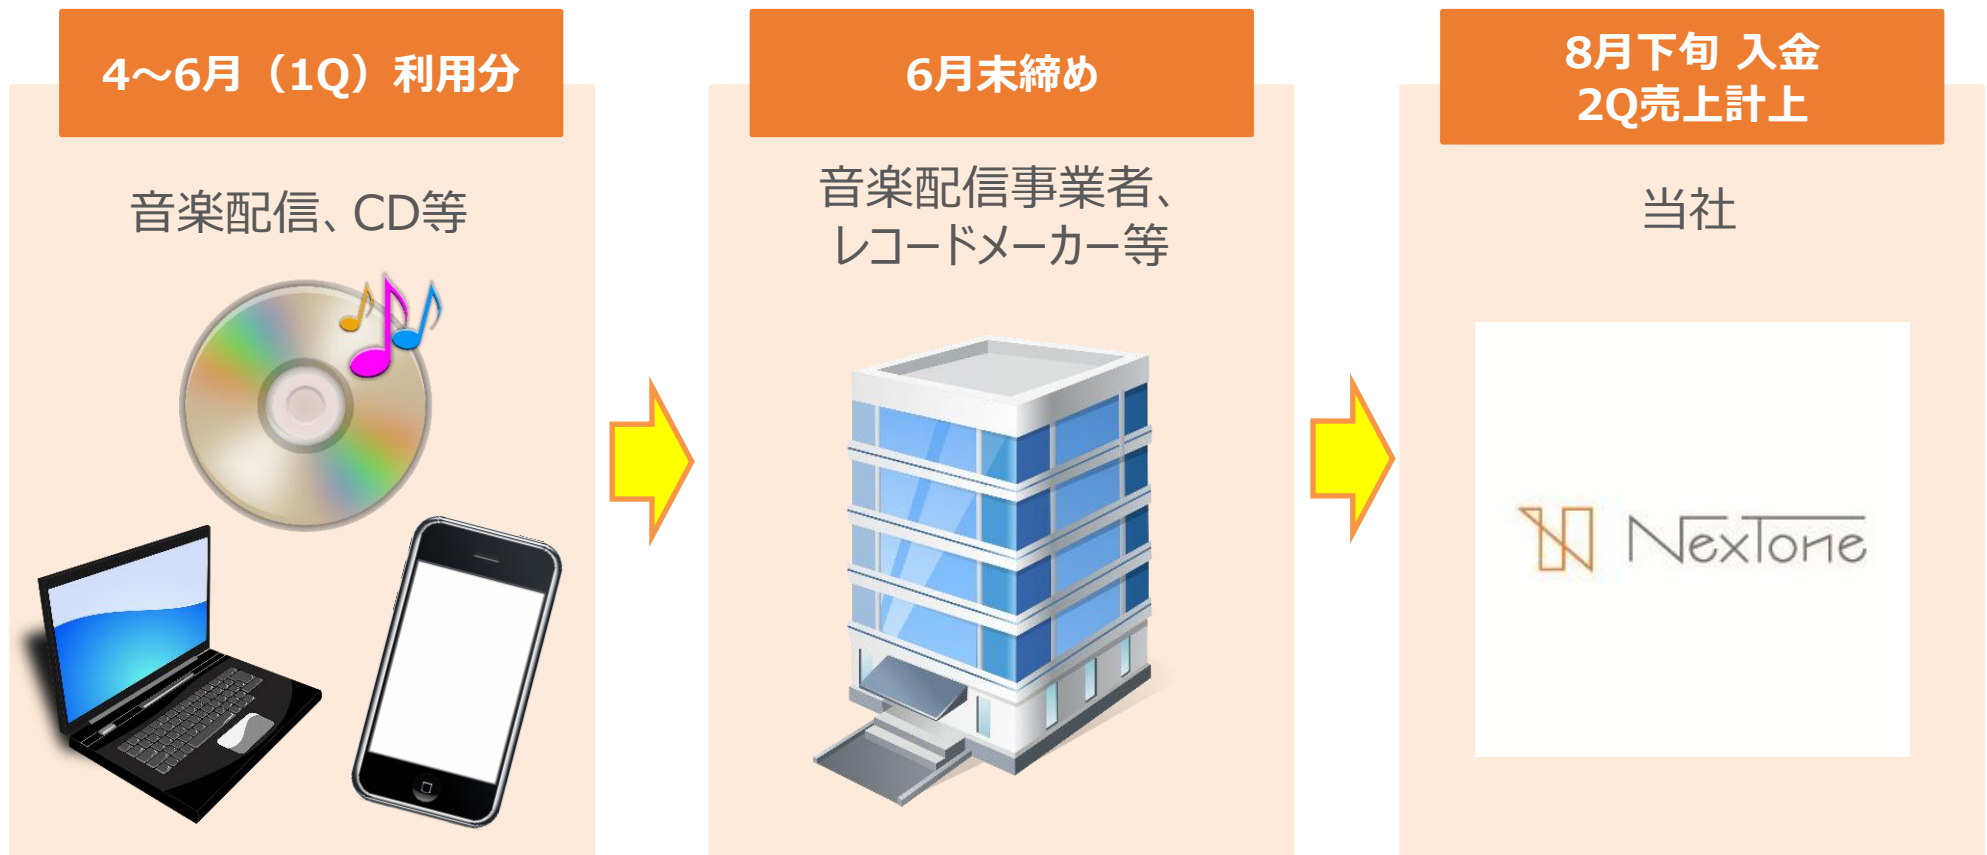 4～6月（1Q）利用分
音楽配信、CD等
6月末締め
音楽配信事業者、
レコードメーカー等
8月下旬 入金
2Q売上計上
当社
NexTone